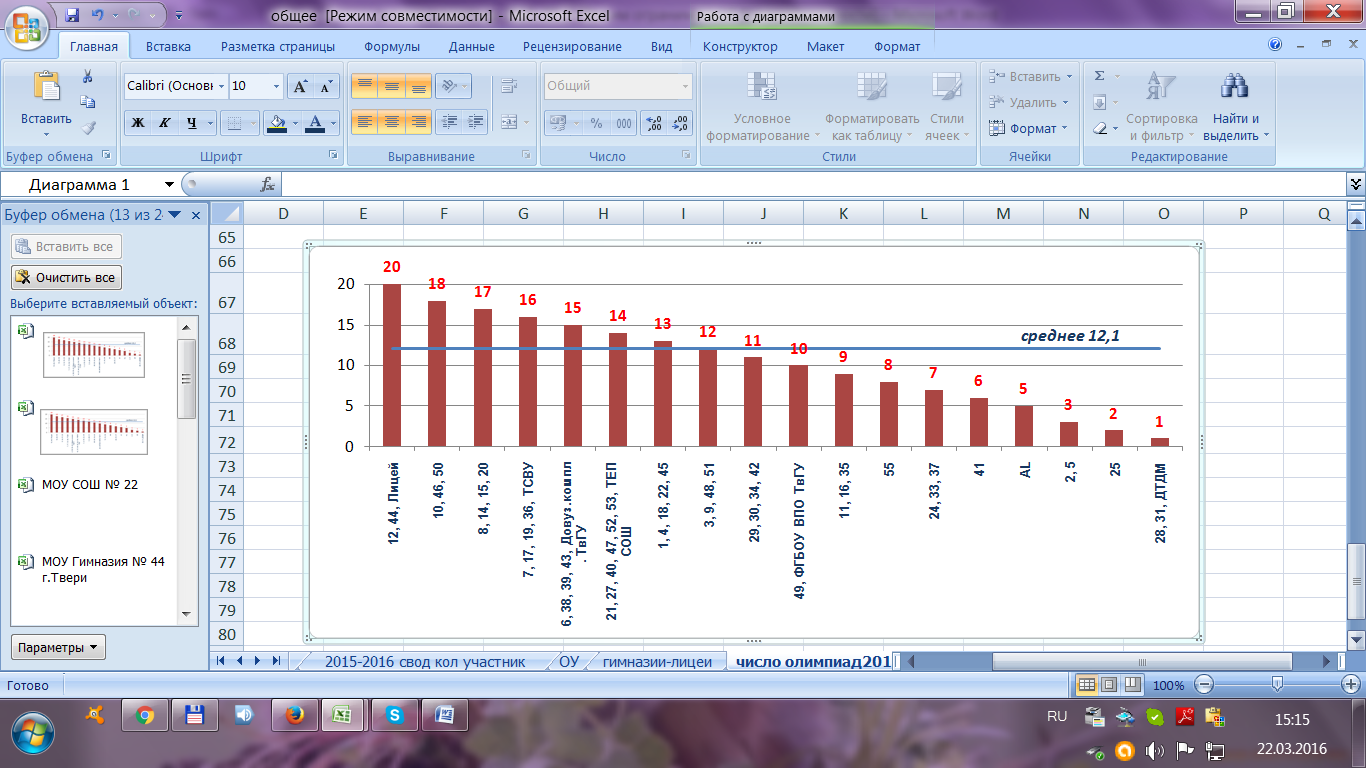 общее [Режим совместимости] - Microsoft Excel
Работа с диаграммами
Главная Вставка Разметка страницы Формулы Данные Рецензирование Вид Конструктор Макет Формат
Вставить
Буфер обмена
Calibri (Основн 10
Ж К Ч
Шрифт
Выравнивание
Общий
% 000
Число
Условное форматирование
Форматировать как таблицу
Стили ячеек
Стили
Вставить
Удалить
Формат
Ячейки
Сортировка и фильтр
Найти и выделить
Редактирование
Диаграмма 1
fx
Буфер обмена (13 из 2
Вставить все
Очистить все
Выберите вставляемый объект:
МОУ СОШ № 22
МОУ Гимназия № 44
г.Твери
Параметры
D E F G H I J K L M N O P Q
65
66
67
68
69
70
71
72
73
74
75
76
77
78
79
80
20
15
10
5
0
20 18 17 16 15 14 13 12 11 10 9 8 7 6 5 3 2 1
среднее 12,1
12, 44, Лицей
10, 46, 50
8, 14, 15, 20
7, 17, 19, 36, ТСВУ
6, 38, 39, 43, Довуз.компл
. ТвГУ
21, 27, 40, 47, 52, 53, ТЕП
СОШ
1, 4, 18, 22, 45
3, 9, 48, 51
29, 30, 34, 42
49, ФГБОУ ВПО ТвГУ
11, 16, 35
55
24, 33, 37
41
AL
2, 5
25
28, 31, ДТДМ
2015-2016 свод кол участник ОУ гимназии-лицеи число олимпиад201
Готово
100%
RU
15:15
22.03.2016